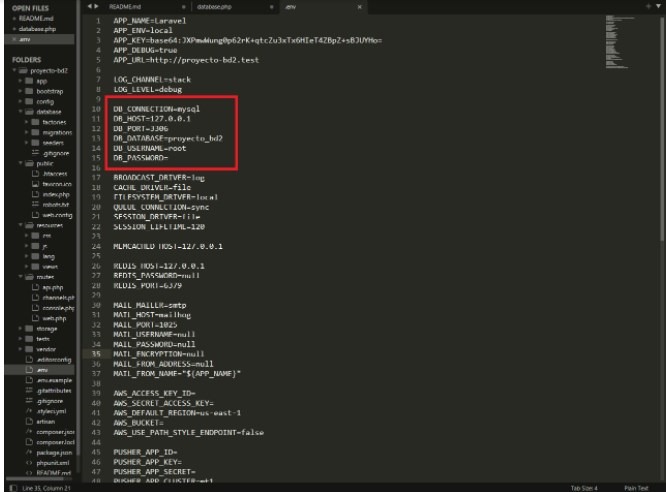 OPEN FILES
README.md
database.php
.env
FOLDERS
proyecto-bd2
app
bootstrap
config
database
factories
migrations
seeders
.gitignore
public
.htaccess
favicon.ico
index.php
robots.txt
web.config
resources
css
js
lang
views
routes
api.php
channels.ph
console.php
web.php
storage
tests
vendor
.editorconfig
.env
.env.example
.gitattributes
.gitignore
.styleci.yml
artisan
composer.jsor
composer.lock
package.json
phpunit.xml
README.md
README.md
database.php
.env
1 APP_NAME=Laravel
2 APP_ENV=local
3 APP_KEY=
4 APP_DEBUG=true
5 APP_URL=http://proyecto-bd2.test
6
7 LOG_CHANNEL=stack
8 LOG_LEVEL=debug
9
10 DB_CONNECTION=mysql
11 DB_HOST=127.0.0.1
12 DB_PORT=3306
13 DB_DATABASE=proyecto_bd2
14 DB_USERNAME=root
15 DB_PASSWORD=
16
17 BROADCAST_DRIVER=log
18 CACHE_DRIVER=file
19 FILESYSTEM_DRIVER=local
20 QUEUE_CONNECTION=sync
21 SESSION_DRIVER=file
22 SESSION_LIFETIME=120
23
24 MEMCACHED_HOST=127.0.0.1
25
26 REDIS_HOST=127.0.0.1
27 REDIS_PASSWORD=null
28 REDIS_PORT=6379
29
30 MAIL_MAILER=smtp
31 MAIL_HOST=mailhog
32 MAIL_PORT=1025
33 MAIL_USERNAME=null
34 MAIL_PASSWORD=null
35 MAIL_ENCRYPTION=null
36 MAIL_FROM_ADDRESS=null
37 MAIL_FROM_NAME="${APP_NAME}"
38
39 AWS_ACCESS_KEY_ID=
40 AWS_SECRET_ACCESS_KEY=
41 AWS_DEFAULT_REGION=us-east-1
42 AWS_BUCKET=
43 AWS_USE_PATH_STYLE_ENDPOINT=false
44
45 PUSHER_APP_ID=
46 PUSHER_APP_KEY=
47 PUSHER_APP_SECRET=
48 PUSHER_APP_CLUSTER=mt1
Line 35, Column 21
Tab Size: 4
Plain Text